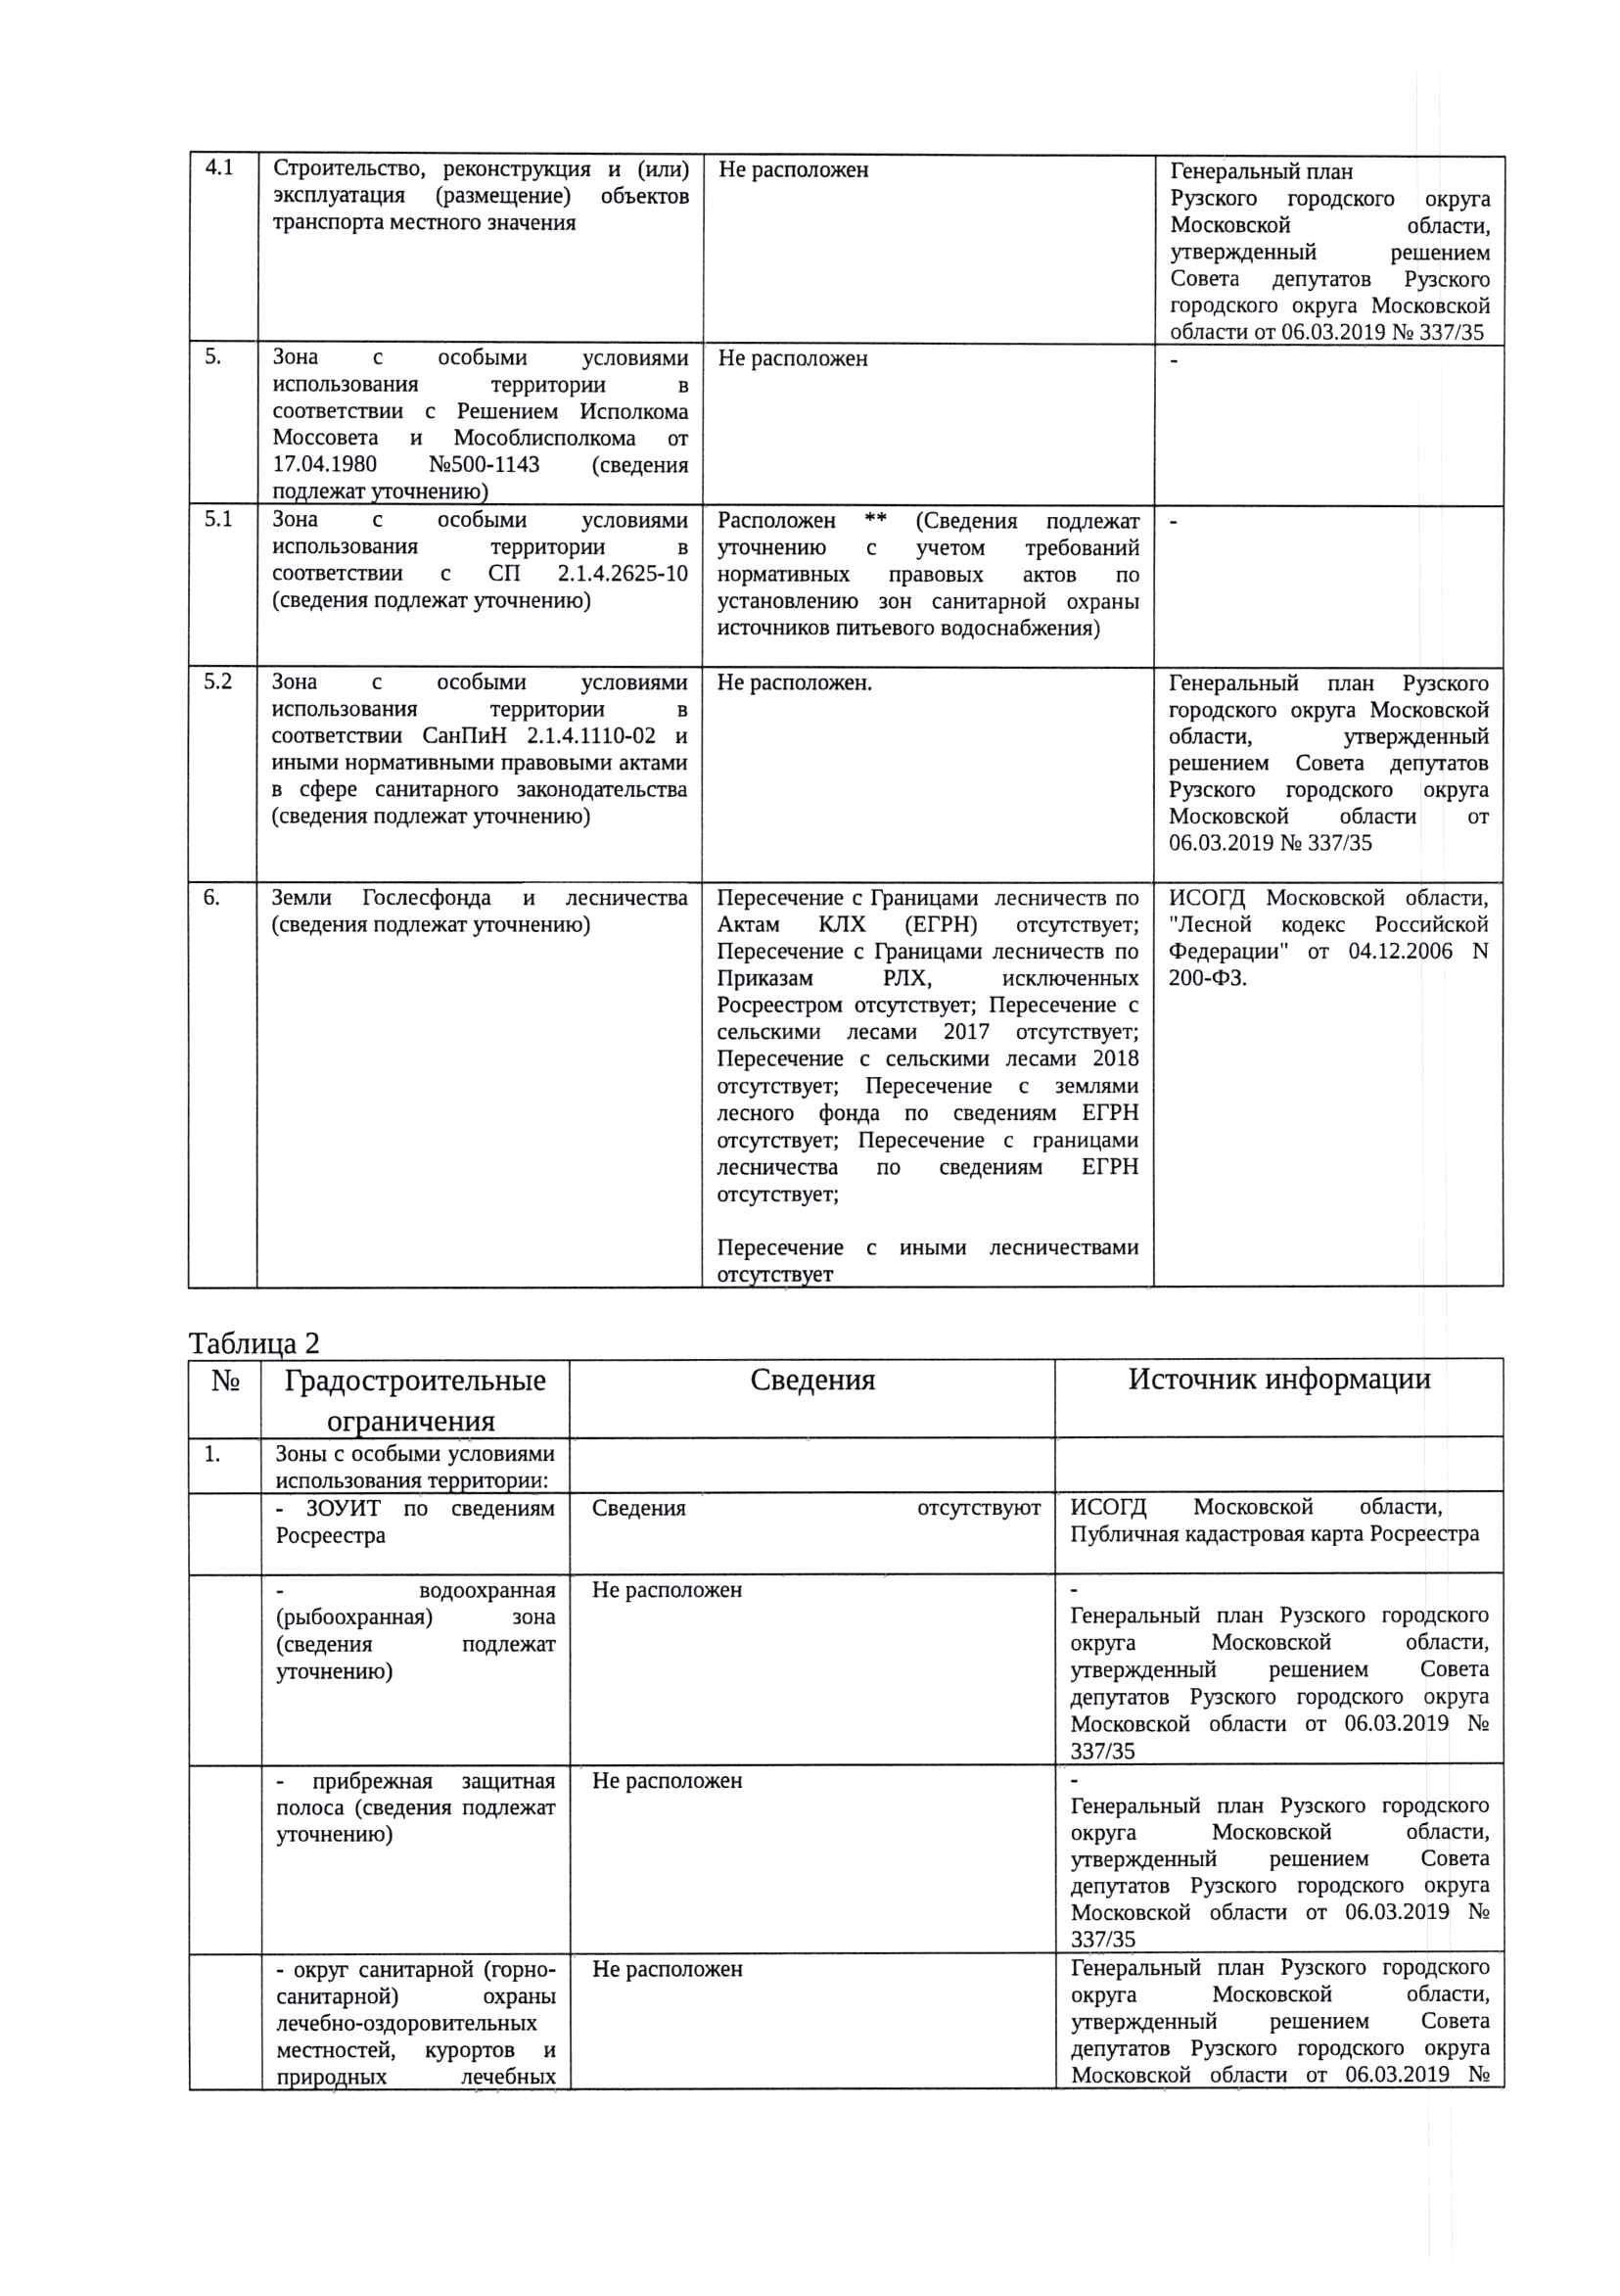 4.1
Строительство, реконструкция и (или)
эксплуатация (размещение) объектов
транспорта местного значения
Не расположен
Генеральный план
Рузского городского округа
Московской области,
утвержденный решением
Совета депутатов Рузского
городского округа Московской
области от 06.03.2019 № 337/35
5.
Зона с особыми условиями
использования территории в
соответствии с Решением Исполкома
Моссовета и Мособлисполкома от
17.04.1980 №500-1143 (сведения
подлежат уточнению)
Не расположен
-
5.1
Зона с особыми условиями
использования территории в
соответствии с СП 2.1.4.2625-10
(сведения подлежат уточнению)
Расположен ** (Сведения подлежат
уточнению с учетом требований
нормативных правовых актов по
установлению зон санитарной охраны
источников питьевого водоснабжения)
-
5.2
Зона с особыми условиями
использования территории в
соответствии СанПиН 2.1.4.1110-02 и
иными нормативными правовыми актами
в сфере санитарного законодательства
(сведения подлежат уточнению)
Не расположен.
Генеральный план Рузского
городского округа Московской
области, утвержденный
решением Совета депутатов
Рузского городского округа
Московской области от
06.03.2019 № 337/35
6.
Земли Гослесфонда и лесничества
(сведения подлежат уточнению)
Пересечение с Границами лесничеств по
Актам КЛХ (ЕГРН) отсутствует;
Пересечение с Границами лесничеств по
Приказам РЛХ, исключенных
Росреестром отсутствует; Пересечение с
сельскими лесами 2017 отсутствует;
Пересечение с сельскими лесами 2018
отсутствует; Пересечение с землями
лесного фонда по сведениям ЕГРН
отсутствует; Пересечение с границами
лесничества по сведениям ЕГРН
отсутствует;
Пересечение с иными лесничествами
отсутствует
ИСОГД Московской области,
"Лесной кодекс Российской
Федерации" от 04.12.2006 N
200-ФЗ.
Таблица 2
№
Градостроительные
ограничения
Сведения
Источник информации
1.
Зоны с особыми условиями
использования территории:
- ЗОУИТ по сведениям
Росреестра
Сведения отсутствуют
ИСОГД Московской области,
Публичная кадастровая карта Росреестра
- водоохранная
(рыбоохранная) зона
(сведения подлежат
уточнению)
Не расположен
-
Генеральный план Рузского городского
округа Московской области,
утвержденный решением Совета
депутатов Рузского городского округа
Московской области от 06.03.2019 №
337/35
- прибрежная защитная
полоса (сведения подлежат
уточнению)
Не расположен
-
Генеральный план Рузского городского
округа Московской области,
утвержденный решением Совета
депутатов Рузского городского округа
Московской области от 06.03.2019 №
337/35
- округ санитарной (горно-
санитарной) охраны
лечебно-оздоровительных
местностей, курортов и
природных лечебных
Не расположен
Генеральный план Рузского городского
округа Московской области,
утвержденный решением Совета
депутатов Рузского городского округа
Московской области от 06.03.2019 №